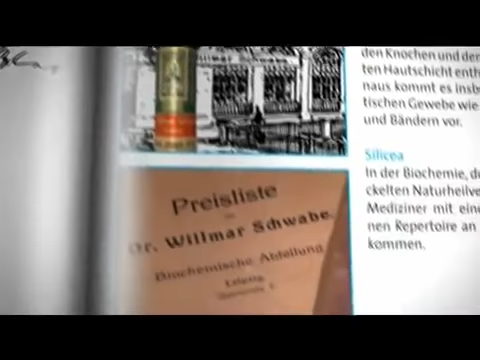 den Knochen und der
ten Hautschicht enth
naus kommt es insb
tischen Gewebe wie
und Bändern vor.
Silicea
In der Biochemie, d
ckelten Naturheilve
Mediziner mit eine
nen Repertoire an
kommen.
Preisliste
Dr. Willmar Schwabe.
Biochemische Abteilung
Leipzig